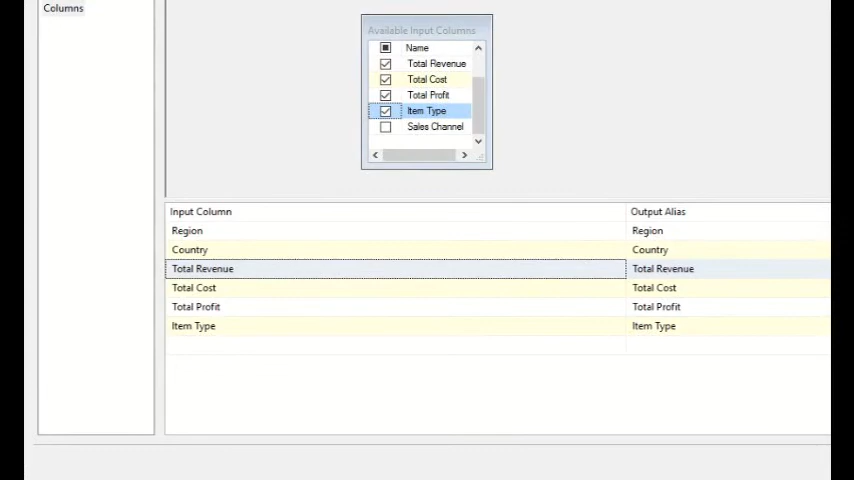 Columns
Available Input Columns
Name
Total Revenue
Total Cost
Total Profit
Item Type
Sales Channel
Input Column Output Alias
Region Region
Country Country
Total Revenue Total Revenue
Total Cost Total Cost
Total Profit Total Profit
Item Type Item Type